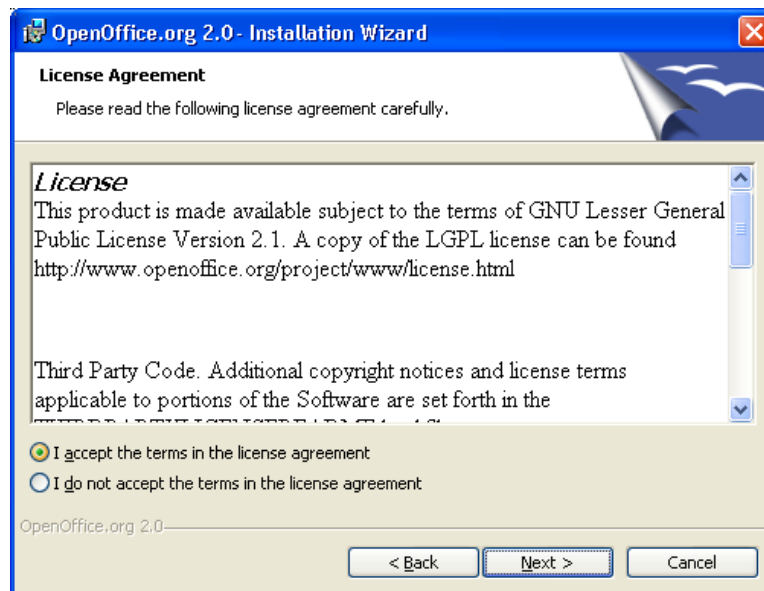 OpenOffice.org 2.0 - Installation Wizard
License Agreement
Please read the following license agreement carefully.
License
This product is made available subject to the terms of GNU Lesser General
Public License Version 2.1. A copy of the LGPL license can be found
http://www.openoffice.org/project/www/license.html
Third Party Code. Additional copyright notices and license terms
applicable to portions of the Software are set forth in the
I accept the terms in the license agreement
I do not accept the terms in the license agreement
OpenOffice.org 2.0
< Back Next > Cancel